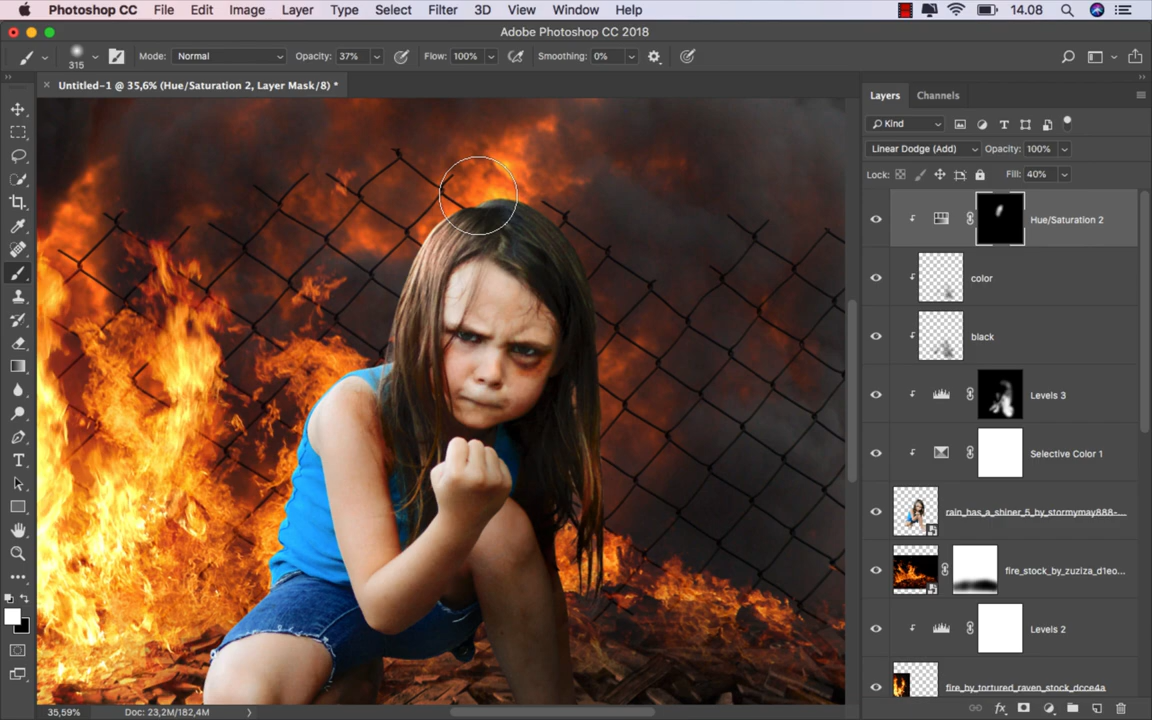 Photoshop CC File Edit Image Layer Type Select Filter 3D View Window Help 14.08
Adobe Photoshop CC 2018
315 Mode: Normal Opacity: 37% Flow: 100% Smoothing: 0%
Untitled-1 @ 35,6% (Hue/Saturation 2, Layer Mask/8) *
Layers Channels
Kind
Linear Dodge (Add) Opacity: 100%
Lock: Fill: 40%
Hue/Saturation 2
color
black
Levels 3
Selective Color 1
rain_has_a_shiner_5_by_stormymay888-...
fire_stock_by_zuziza_d1eo...
Levels 2
fire_by_tortured_raven_stock_dcce4a
35,59% Doc: 23,2M/182,4M